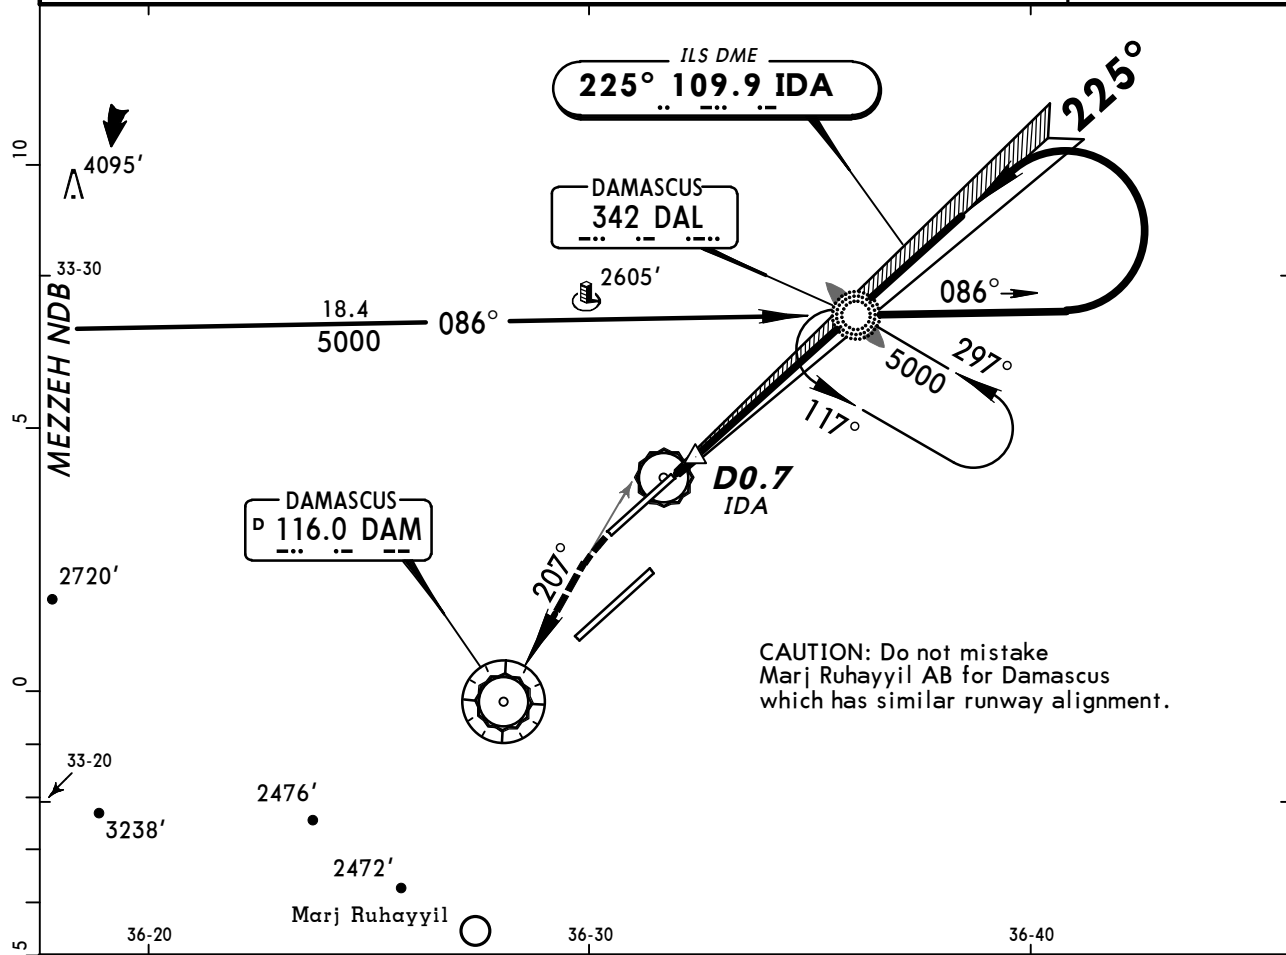 ILS DME
225° 109.9 IDA
225°
10
4095'
DAMASCUS
342 DAL
33-30
2605'
086°
MEZZEH NDB
18.4
086°
5000
297°
5000
117°
5
D0.7
IDA
DAMASCUS
D 116.0 DAM
207°
2720'
CAUTION: Do not mistake
Marj Ruhayyil AB for Damascus
which has similar runway alignment.
0
33-20
2476'
3238'
2472'
Marj Ruhayyil
5
36-20
36-30
36-40